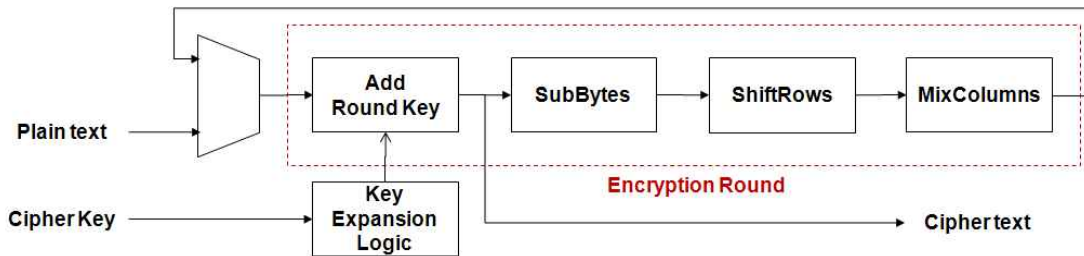 Add
Round Key
SubBytes
ShiftRows
MixColumns
Plain text
Encryption Round
Cipher Key
Key
Expansion
Logic
Cipher text